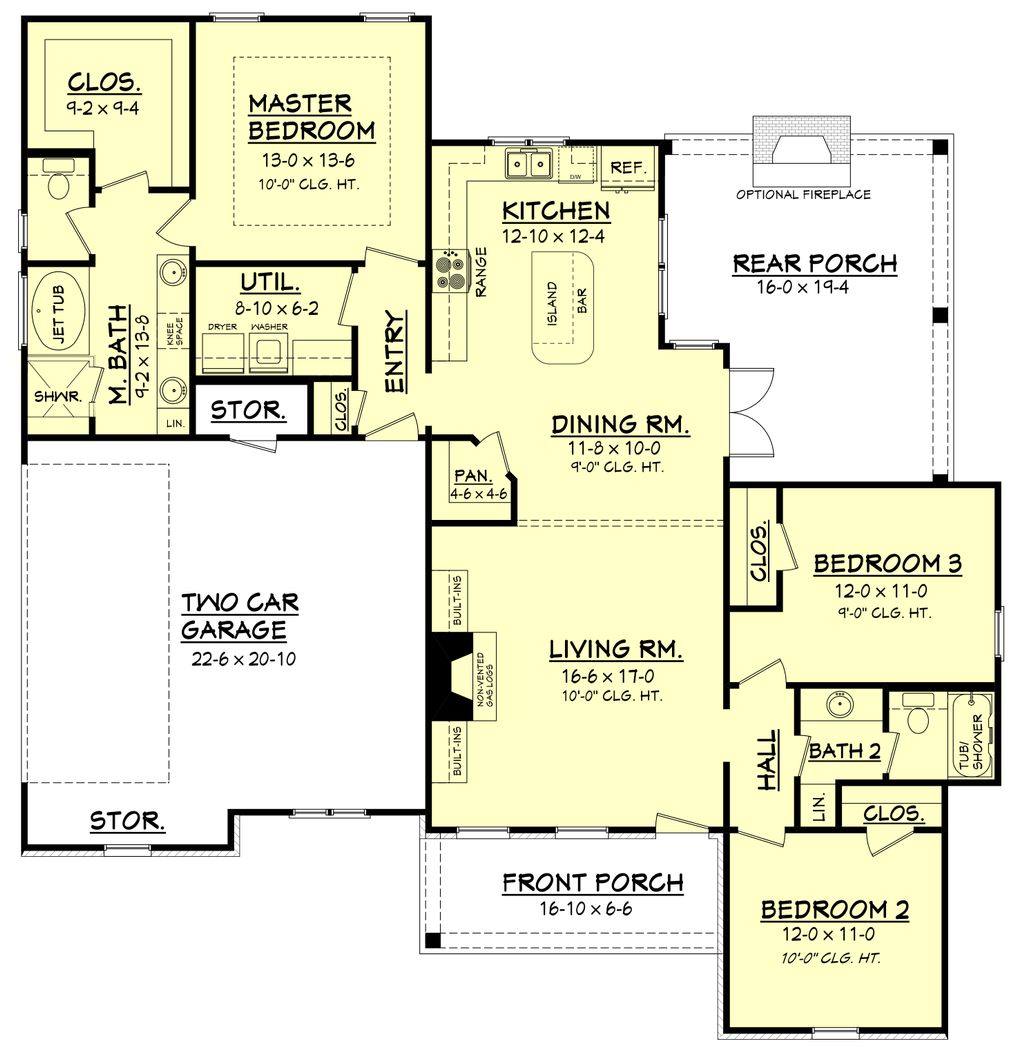 CLOS.
9-2 x 9-4
MASTER
BEDROOM
13-0 x 13-6
10'-0" CLG. HT.
D/W
REF.
OPTIONAL FIREPLACE
KITCHEN
12-10 x 12-4
RANGE
ISLAND
BAR
REAR PORCH
16-0 x 19-4
JET TUB
M. BATH
9-2 x 13-8
KNEE
SPACE
SHWR.
LIN.
UTIL.
8-10 x 6-2
DRYER
WASHER
ENTRY
STOR.
CLOS.
DINING RM.
11-8 x 10-0
9'-0" CLG. HT.
PAN.
4-6 x 4-6
CLOS.
BEDROOM 3
12-0 x 11-0
9'-0" CLG. HT.
TWO CAR
GARAGE
22-6 x 20-10
BUILT-INS
NON-VENTED
GAS LOGS
BUILT-INS
LIVING RM.
16-6 x 17-0
10'-0" CLG. HT.
HALL
BATH 2
TUB/
SHOWER
LIN.
CLOS.
STOR.
FRONT PORCH
16-10 x 6-6
BEDROOM 2
12-0 x 11-0
10'-0" CLG. HT.